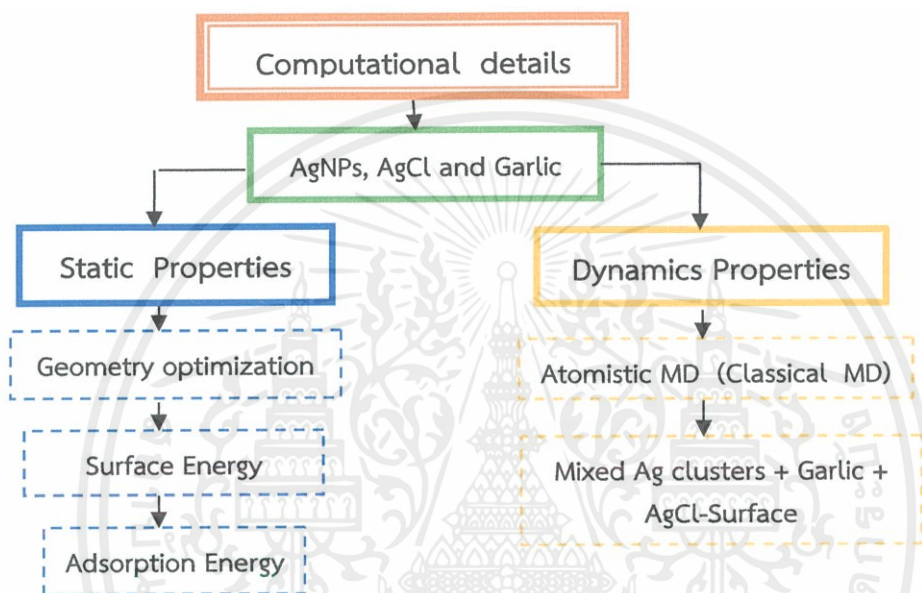 Computational details
AgNPs, AgCl and Garlic
Static Properties
Dynamics Properties
Geometry optimization
Atomistic MD (Classical MD)
Surface Energy
Mixed Ag clusters + Garlic +
AgCl-Surface
Adsorption Energy